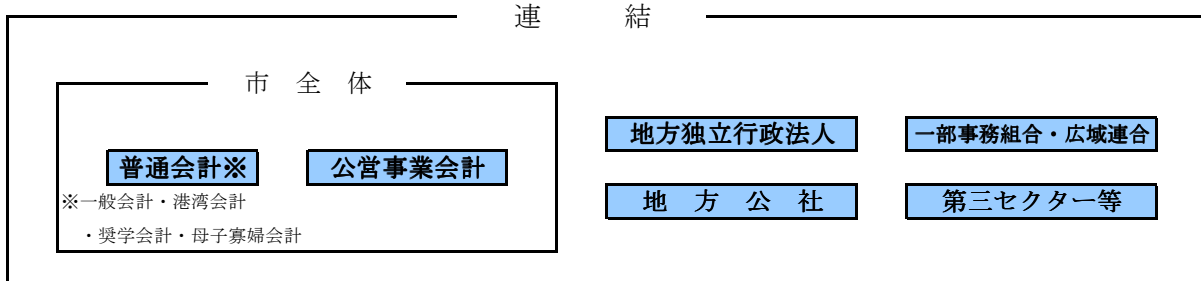 連結
市全体
地方独立行政法人
一部事務組合・広域連合
普通会計※
公営事業会計
※一般会計・港湾会計
・奨学会計・母子寡婦会計
地方公社
第三セクター等